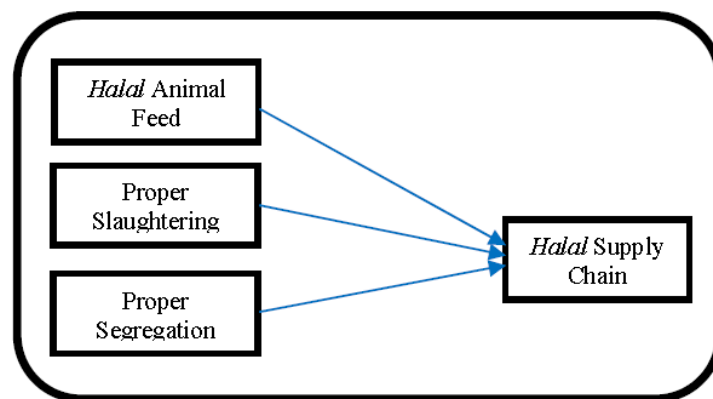 Halal Animal
Feed
Proper
Slaughtering
Proper
Segregation
Halal Supply
Chain